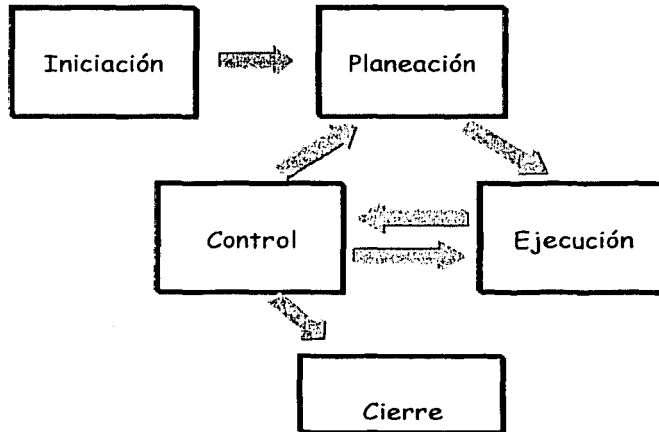 Iniciación
Planeación
Control
Ejecución
Cierre